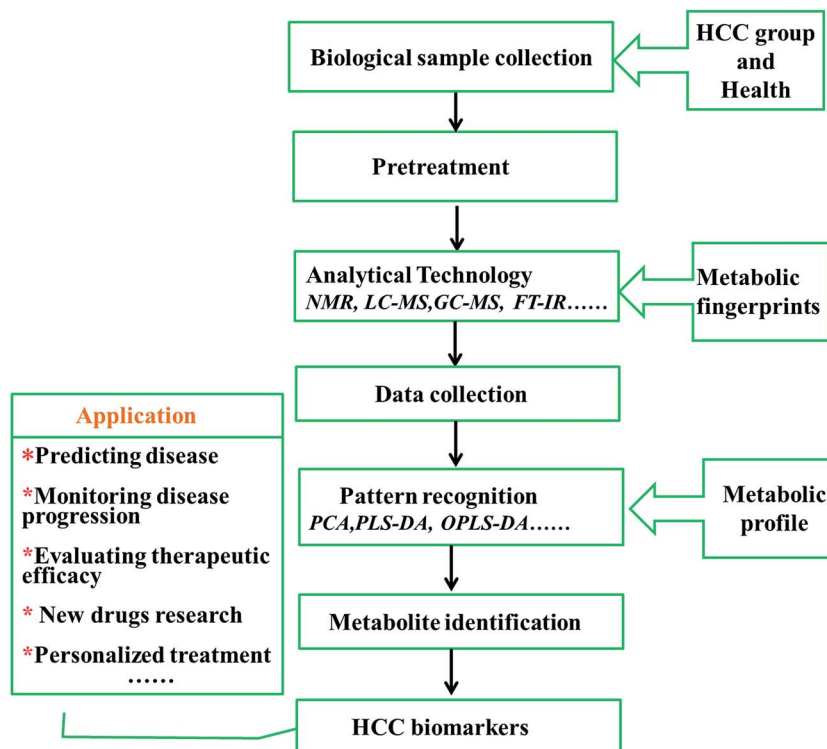 Biological sample collection
HCC group
and
Health
Pretreatment
Analytical Technology
NMR, LC-MS,GC-MS, FT-IR......
Metabolic
fingerprints
Data collection
Application
*Predicting disease
*Monitoring disease
progression
*Evaluating therapeutic
efficacy
* New drugs research
*Personalized treatment
......
Pattern recognition
PCA,PLS-DA, OPLS-DA......
Metabolic
profile
Metabolite identification
HCC biomarkers